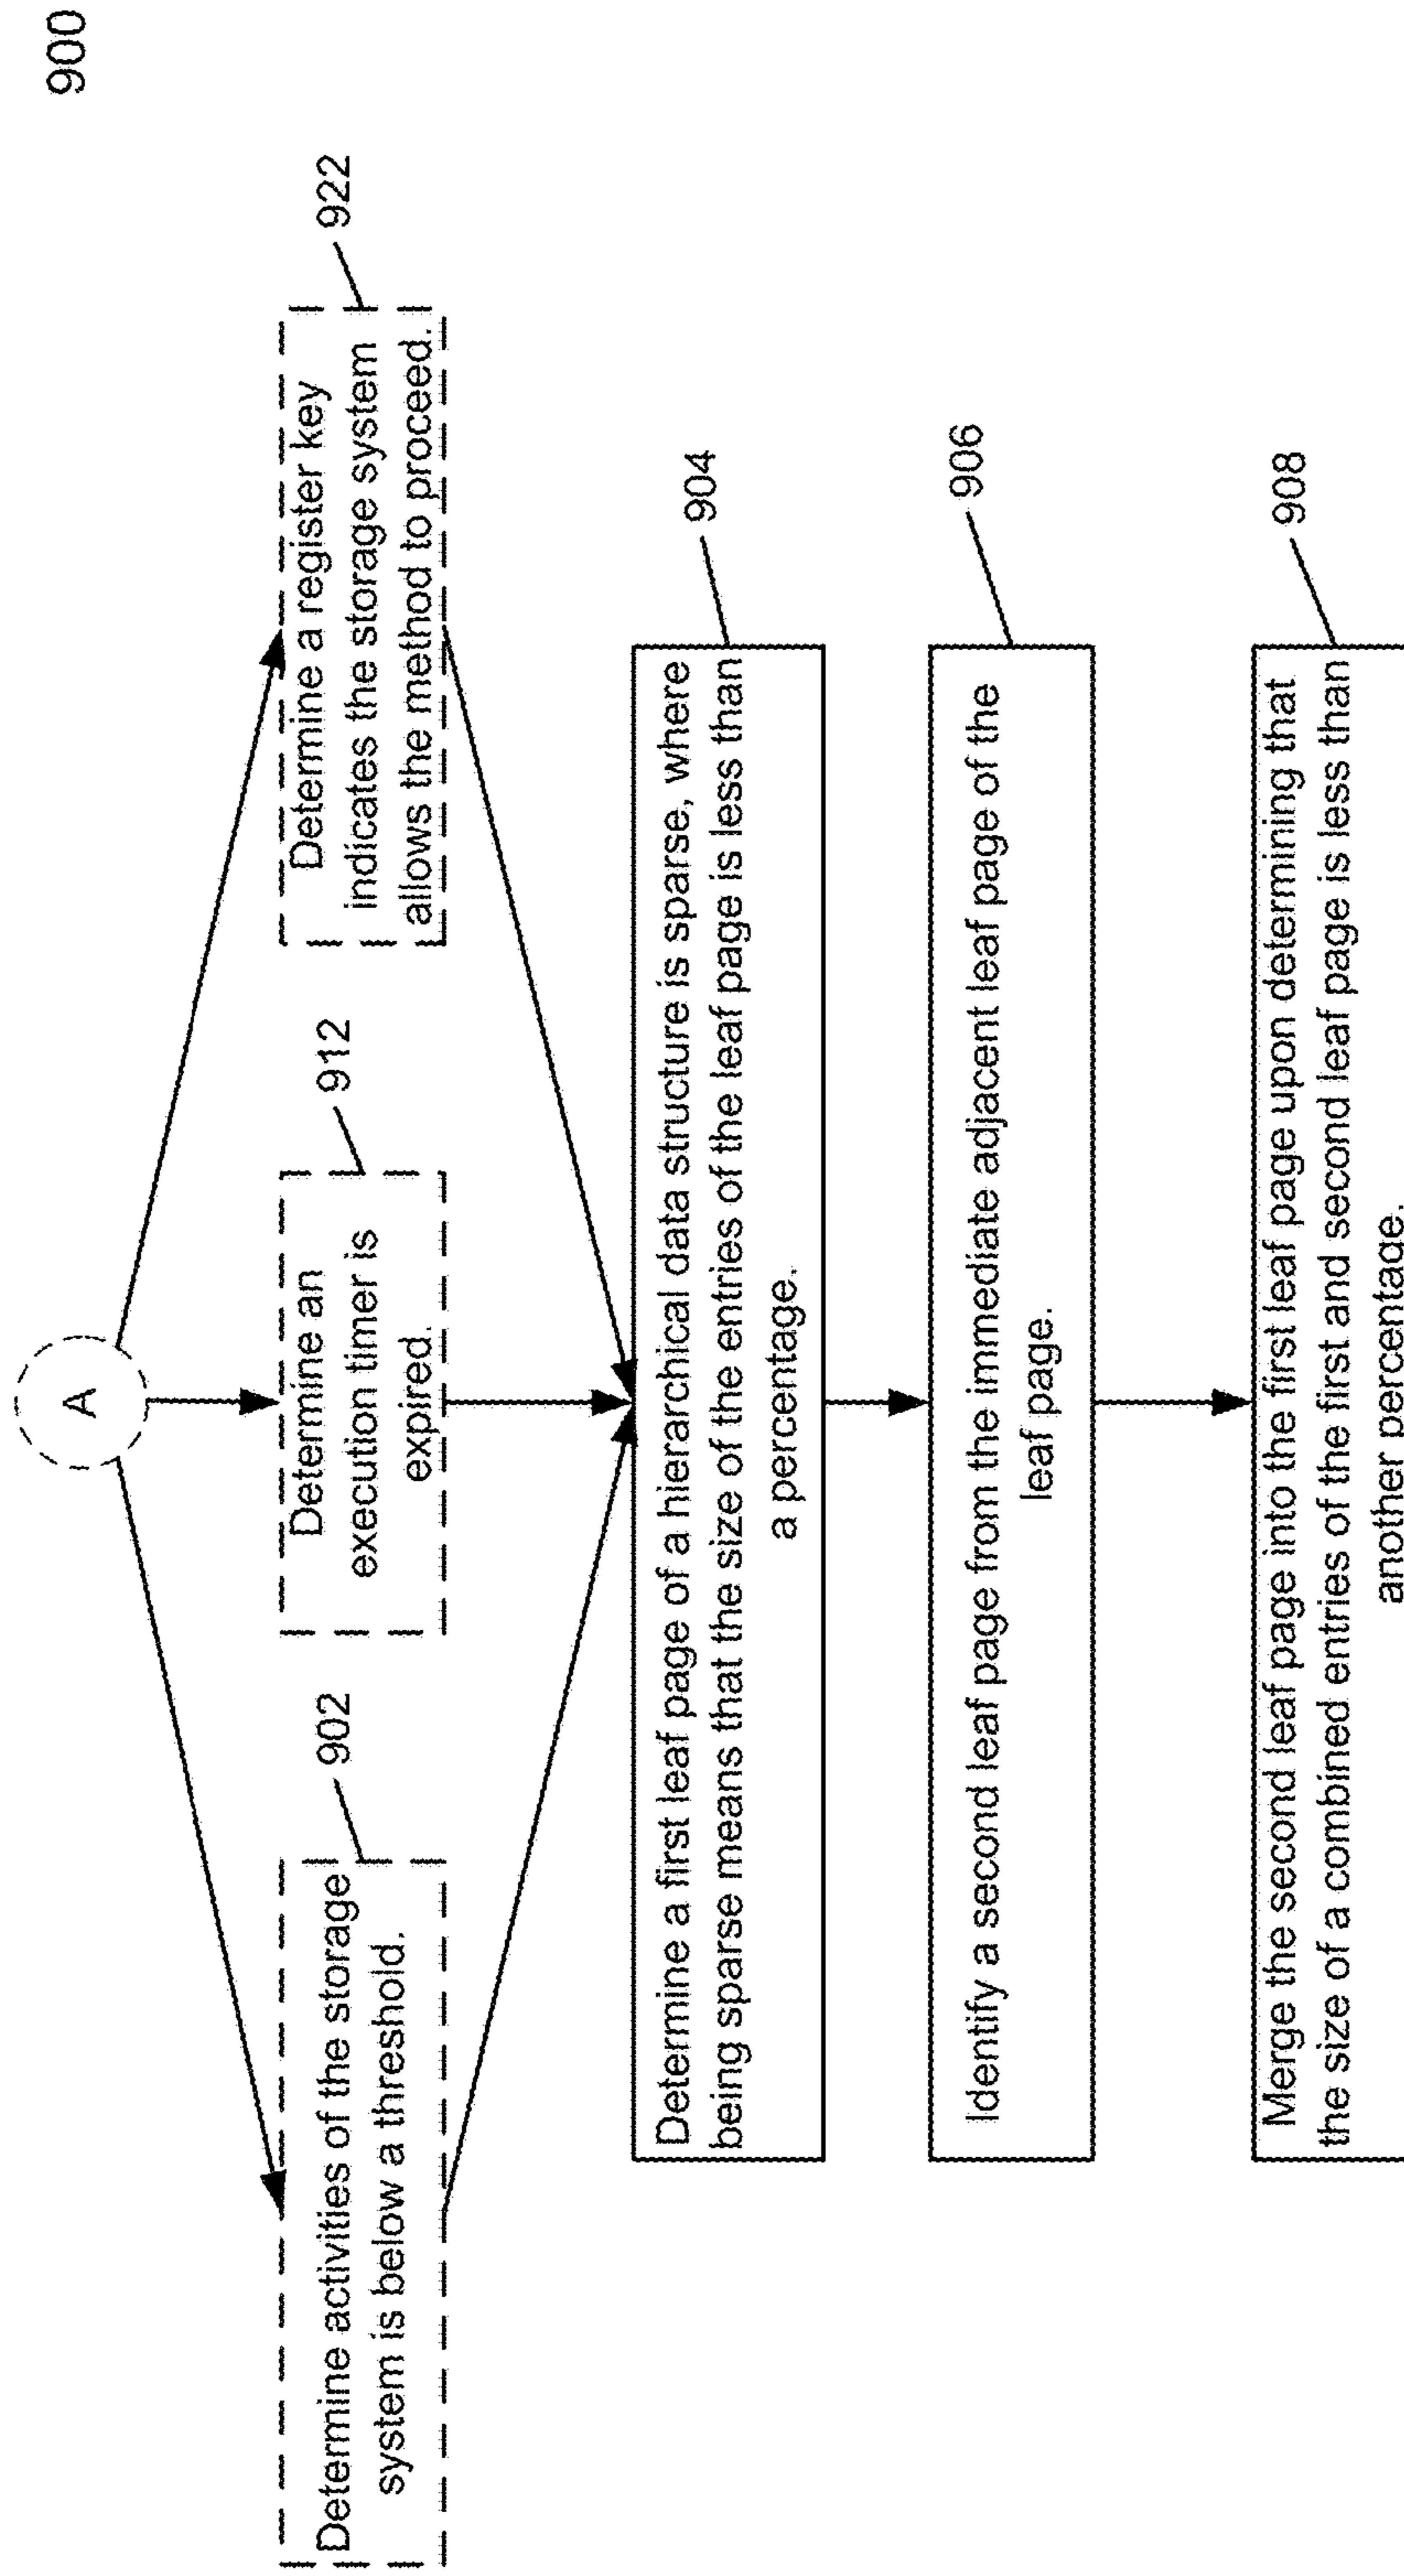 900
A
902
Determine activities of the storage
system is below a threshold.
912
Determine an
execution timer is
expired.
922
Determine a register key
indicates the storage system
allows the method to proceed.
904
Determine a first leaf page of a hierarchical data structure is sparse, where
being sparse means that the size of the entries of the leaf page is less than
a percentage.
906
Identify a second leaf page from the immediate adjacent leaf page of the
leaf page.
908
Merge the second leaf page into the first leaf page upon determining that
the size of a combined entries of the first and second leaf page is less than
another percentage.